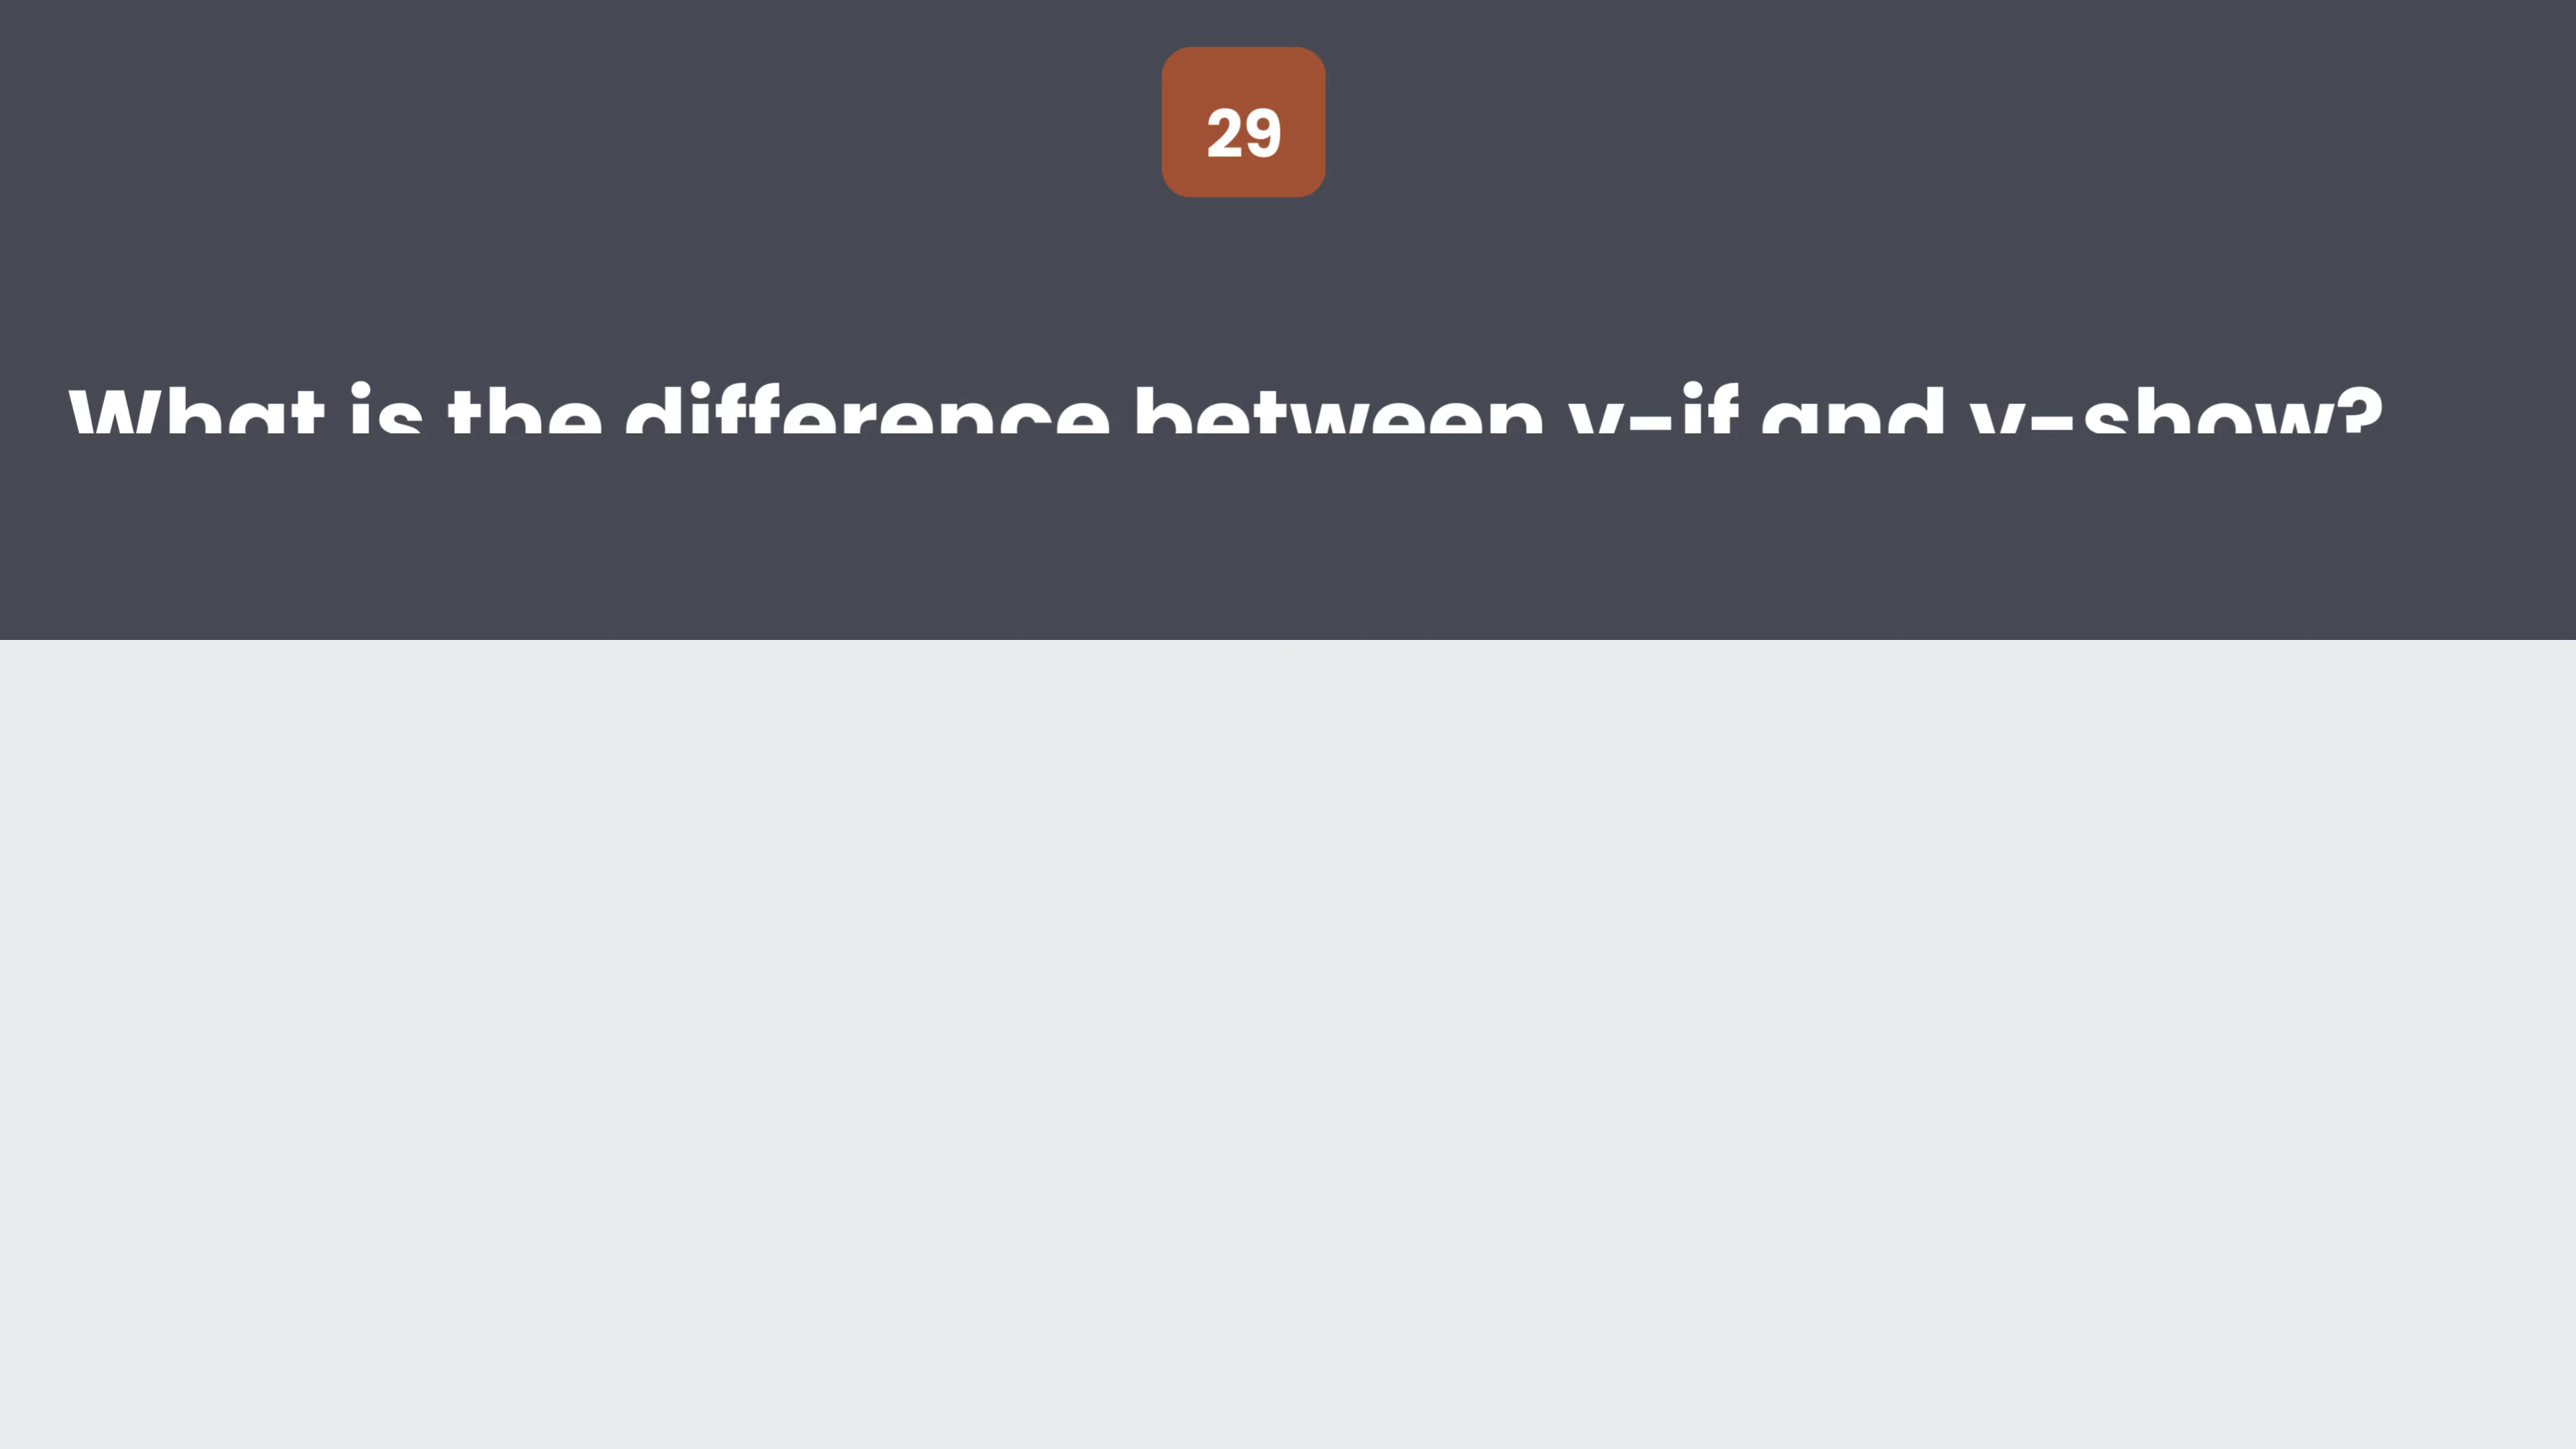 29
What is the difference between v-if and v-show?